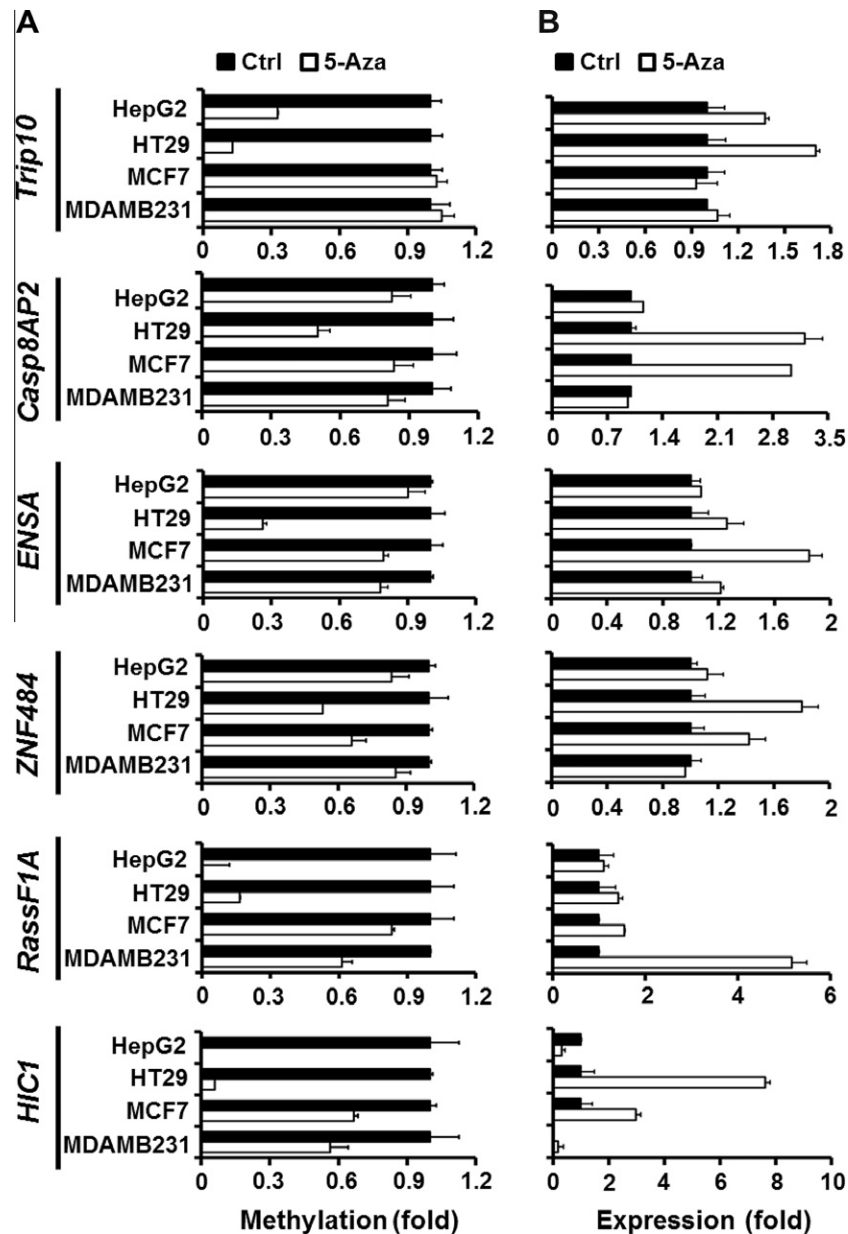 A B
Ctrl 5-Aza Ctrl 5-Aza
Trip10
HepG2
HT29
MCF7
MDAMB231
0 0.3 0.6 0.9 1.2 0 0.3 0.6 0.9 1.2 1.5 1.8
Casp8AP2
HepG2
HT29
MCF7
MDAMB231
0 0.3 0.6 0.9 1.2 0 0.7 1.4 2.1 2.8 3.5
ENSA
HepG2
HT29
MCF7
MDAMB231
0 0.3 0.6 0.9 1.2 0 0.4 0.8 1.2 1.6 2
ZNF484
HepG2
HT29
MCF7
MDAMB231
0 0.3 0.6 0.9 1.2 0 0.4 0.8 1.2 1.6 2
RassF1A
HepG2
HT29
MCF7
MDAMB231
0 0.3 0.6 0.9 1.2 0 2 4 6
HIC1
HepG2
HT29
MCF7
MDAMB231
0 0.3 0.6 0.9 1.2 0 2 4 6 8 10
Methylation (fold) Expression (fold)